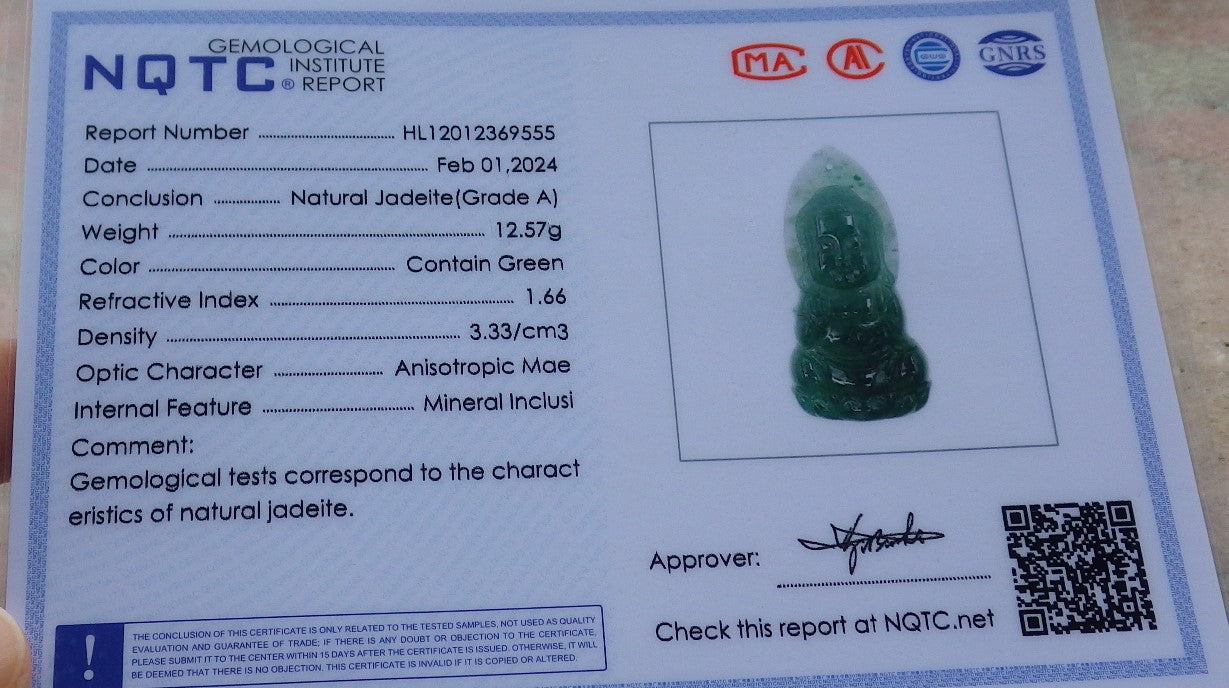 NQTC® GEMOLOGICAL INSTITUTE REPORT
MA
AL
GNRS
Report Number HL12012369555
Date Feb 01,2024
Conclusion Natural Jadeite(Grade A)
Weight 12.57g
Color Contain Green
Refractive Index 1.66
Density 3.33/cm3
Optic Character Anisotropic Mae
Internal Feature Mineral Inclusi
Comment:
Gemological tests correspond to the charact
eristics of natural jadeite.
Approver:
Check this report at NQTC.net
!
THE CONCLUSION OF THIS CERTIFICATE IS ONLY RELATED TO THE TESTED SAMPLES, NOT USED AS QUALITY
EVALUATION AND GUARANTEE OF TRADE; IF THERE IS ANY DOUBT OR OBJECTION TO THE CERTIFICATE,
PLEASE SUBMIT IT TO THE CENTER WITHIN 15 DAYS AFTER THE CERTIFICATE IS ISSUED. OTHERWISE, IT WILL
BE DEEMED THAT THERE IS NO OBJECTION. THIS CERTIFICATE IS INVALID IF IT IS COPIED OR ALTERED.